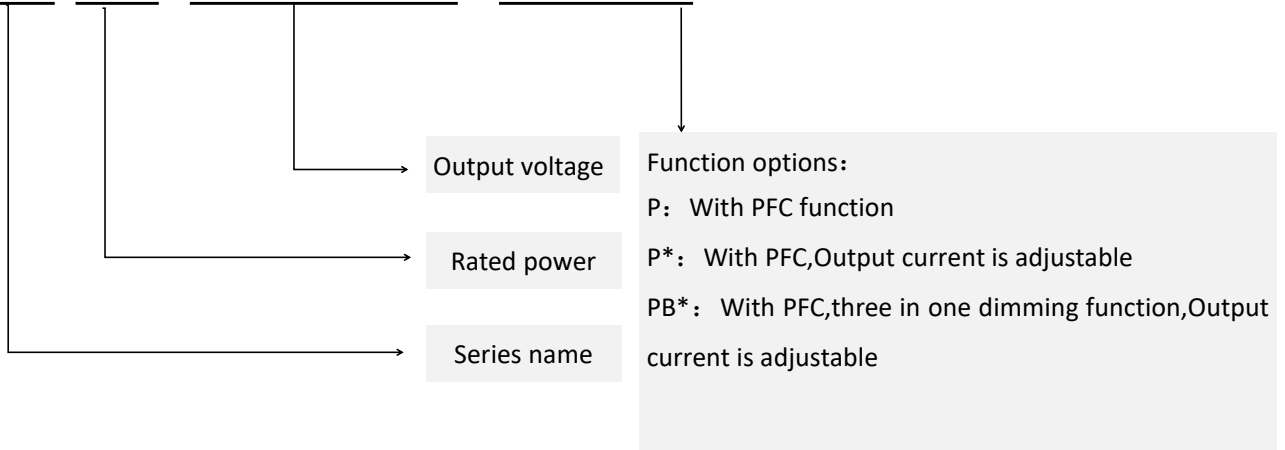 Output voltage
Rated power
Series name
Function options：
P： With PFC function
P*： With PFC,Output current is adjustable
PB*： With PFC,three in one dimming function,Output
current is adjustable